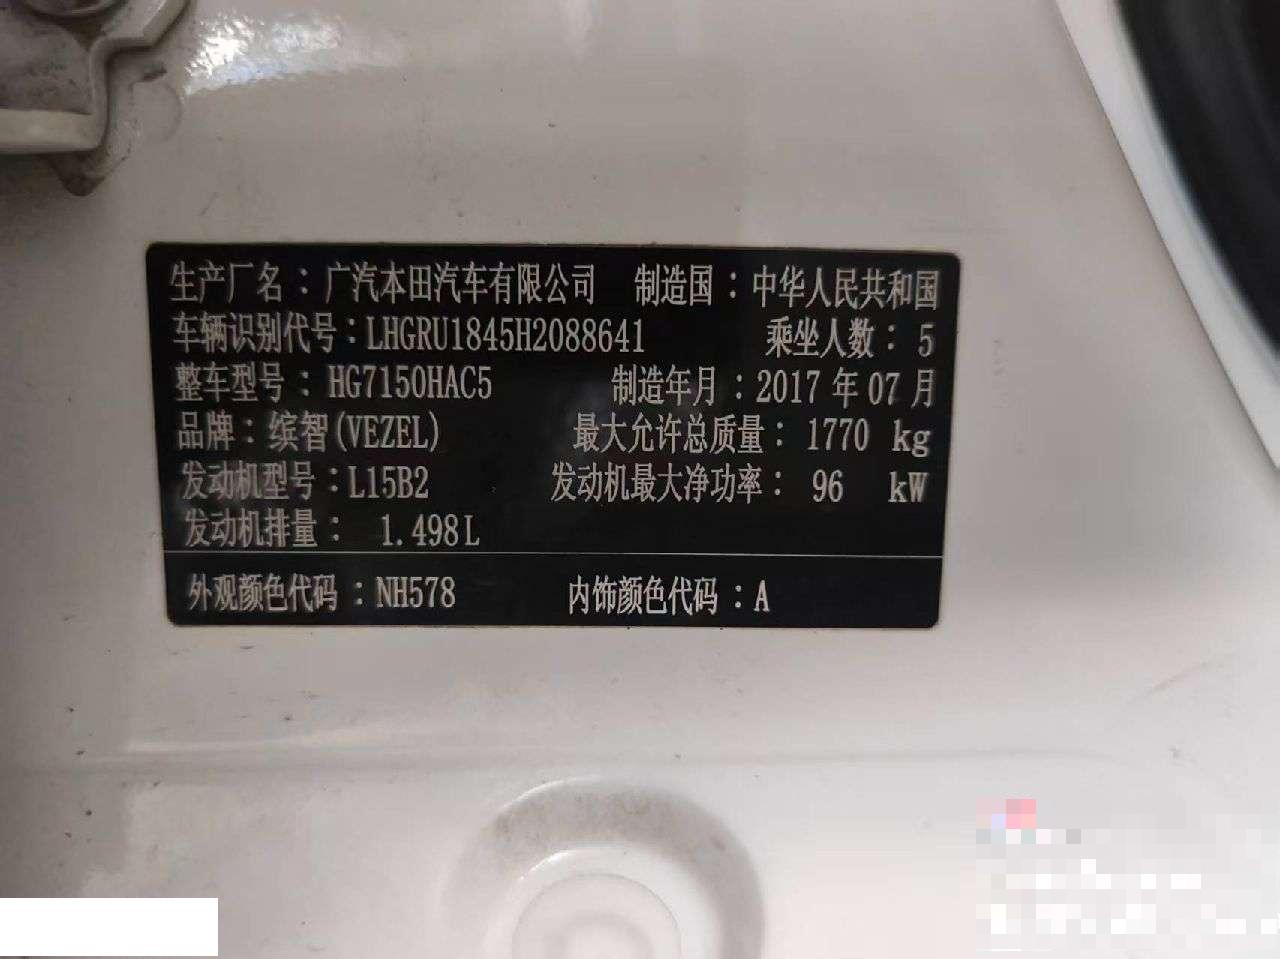 生产厂名：广汽本田汽车有限公司 制造国：中华人民共和国
车辆识别代号：LHGRU1845H2088641 乘坐人数：5
整车型号：HG7150HAC5 制造年月：2017年07月
品牌：缤智(VEZEL) 最大允许总质量：1770 kg
发动机型号：L15B2 发动机最大净功率：96 kW
发动机排量：1.498L
外观颜色代码：NH578 内饰颜色代码：A